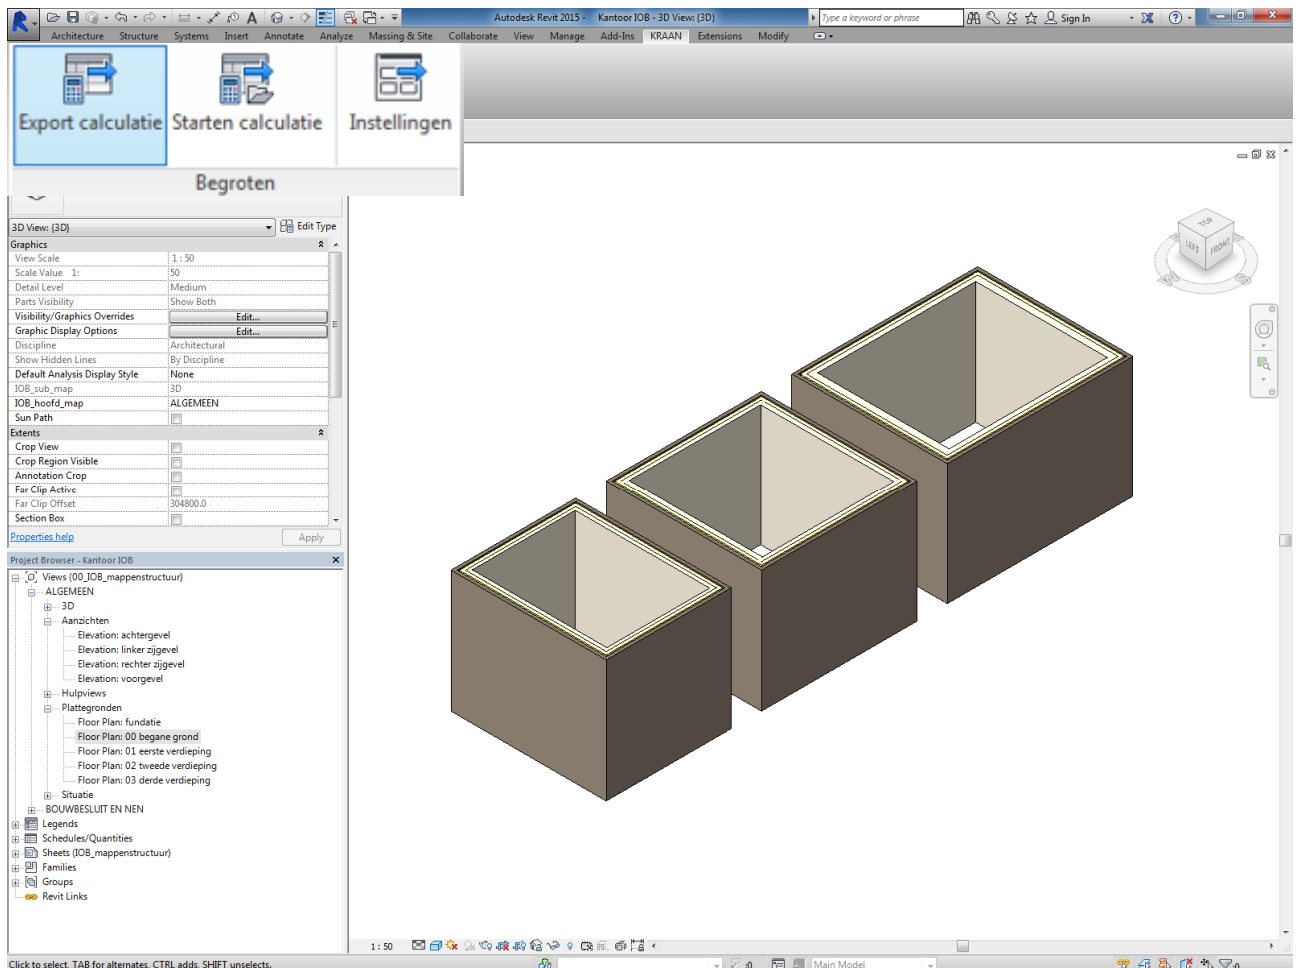 Autodesk Revit 2015 - Kantoor IOB - 3D View: {3D}
Type a keyword or phrase
Sign In
Architecture Structure Systems Insert Annotate Analyze Massing & Site Collaborate View Manage Add-Ins KRAAN Extensions Modify
Export calculatie Starten calculatie Instellingen
Begroten
3D View: {3D} Edit Type
Graphics
View Scale 1 : 50
Scale Value 1: 50
Detail Level Medium
Parts Visibility Show Both
Visibility/Graphics Overrides Edit...
Graphic Display Options Edit...
Discipline Architectural
Show Hidden Lines By Discipline
Default Analysis Display Style None
IOB_sub_map 3D
IOB_hoofd_map ALGEMEEN
Sun Path
Extents
Crop View
Crop Region Visible
Annotation Crop
Far Clip Active
Far Clip Offset 304800.0
Section Box
Properties help Apply
Project Browser - Kantoor IOB
Views (00_IOB_mappenstructuur)
ALGEMEEN
3D
Aanzichten
Elevation: achtergevel
Elevation: linker zijgevel
Elevation: rechter zijgevel
Elevation: voorgevel
Hulpviews
Plattegronden
Floor Plan: fundatie
Floor Plan: 00 begane grond
Floor Plan: 01 eerste verdieping
Floor Plan: 02 tweede verdieping
Floor Plan: 03 derde verdieping
Situatie
BOUWBESLUIT EN NEN
Legends
Schedules/Quantities
Sheets (IOB_mappenstructuur)
Families
Groups
Revit Links
TOP
LEFT
FRONT
1 : 50
Click to select, TAB for alternates, CTRL adds, SHIFT unselects.
:0
Main Model
:0